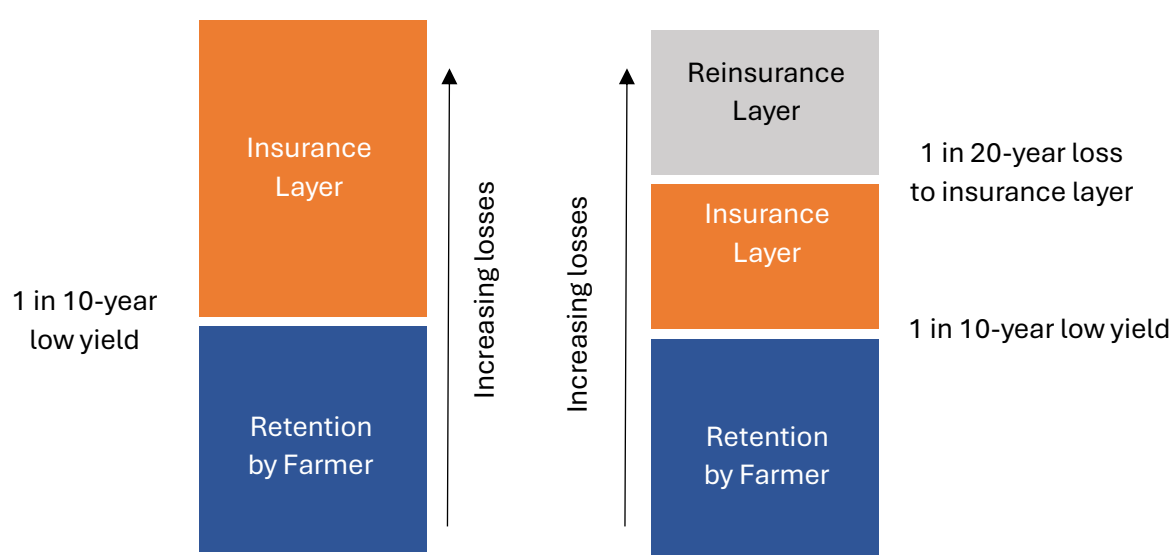 1 in 10-year
low yield
Insurance
Layer
Retention
by Farmer
Increasing losses
Increasing losses
Reinsurance
Layer
Insurance
Layer
Retention
by Farmer
1 in 20-year loss
to insurance layer
1 in 10-year low yield